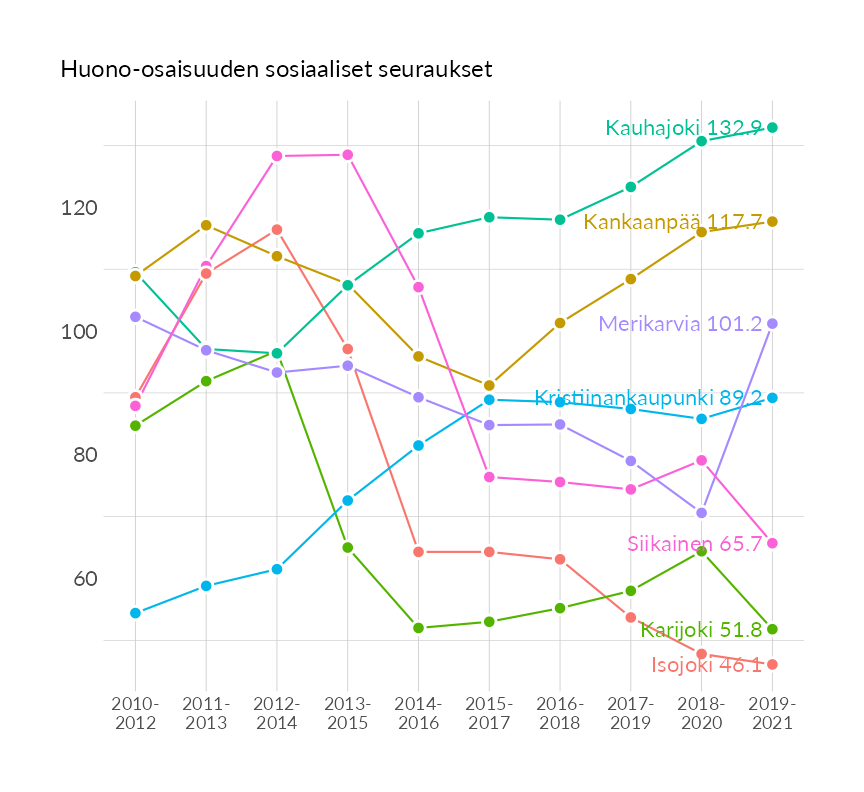 Huono-osaisuuden sosiaaliset seuraukset
Kauhajoki 132.9
120
Kankaanpää 117.7
Merikarvia 101.2
100
Kristiinankaupunki 89.2
80
Siikainen 65.7
60
Karijoki 51.8
Isojoki 46.1
2010- 2011- 2012- 2013- 2014- 2015- 2016- 2017- 2018- 2019-
2012 2013 2014 2015 2016 2017 2018 2019 2020 2021